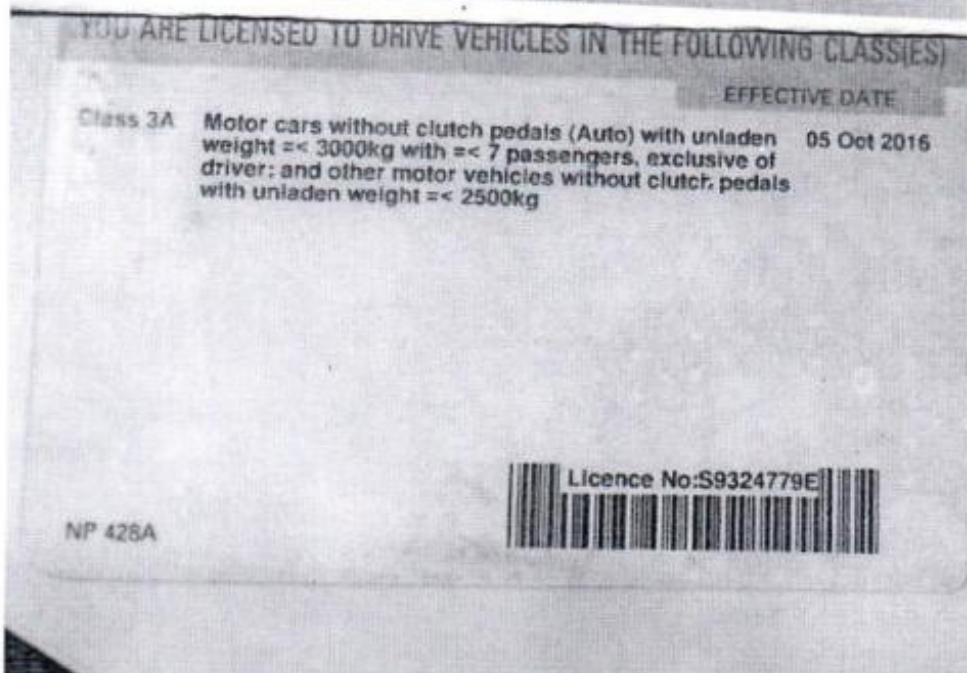 YOU ARE LICENSED TO DRIVE VEHICLES IN THE FOLLOWING CLASS(ES)
EFFECTIVE DATE
Class 3A Motor cars without clutch pedals (Auto) with unladen 05 Oct 2016
weight =< 3000kg with =< 7 passengers, exclusive of
driver; and other motor vehicles without clutch pedals
with unladen weight =< 2500kg
Licence No:S9324779E
NP 428A